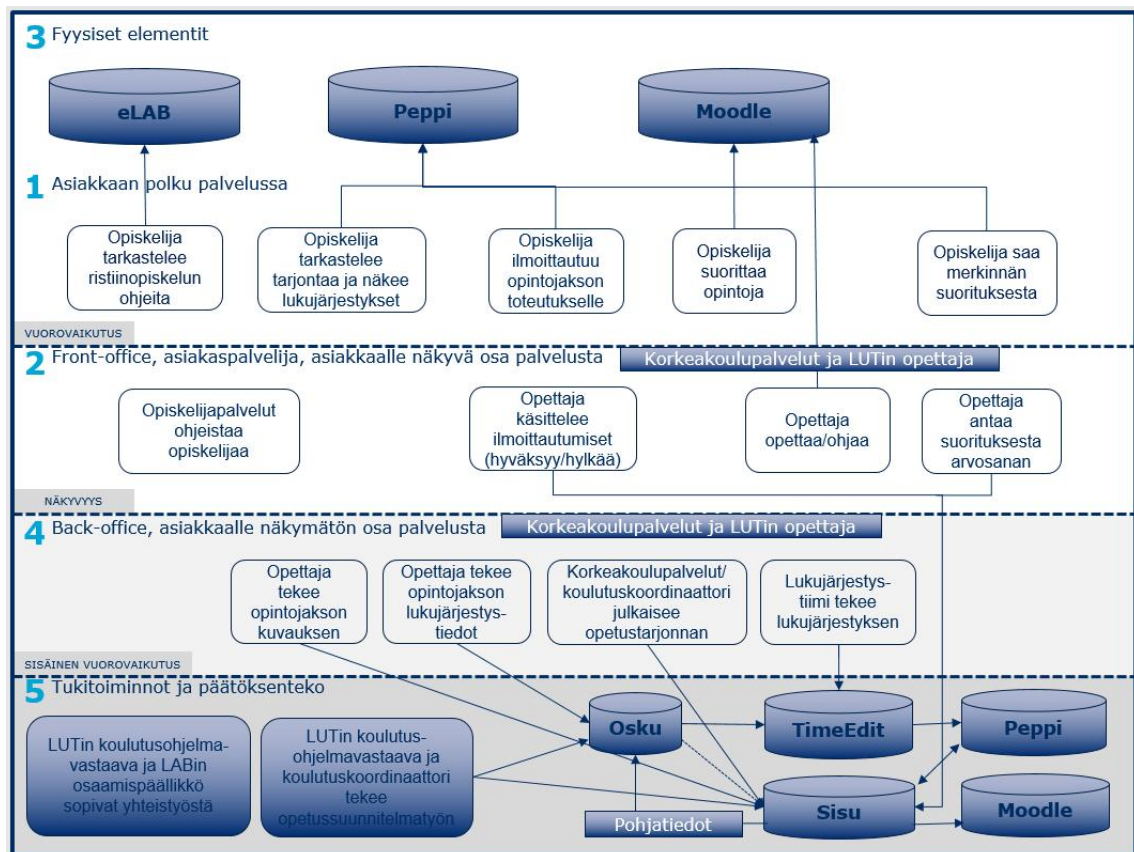 3 Fyysiset elementit
eLAB
Peppi
Moodle
1 Asiakkaan polku palvelussa
Opiskelija
tarkastelee
ristiinopiskelun
ohjeita
Opiskelija
tarkastelee
tarjontaa ja näkee
lukujärjestykset
Opiskelija
ilmoittautuu
opintojakson
toteutukselle
Opiskelija
suorittaa
opintoja
Opiskelija saa
merkinnän
suorituksesta
VUOROVAIKUTUS
2 Front-office, asiakaspalvelija, asiakkaalle näkyvä osa palvelusta
Korkeakoulupalvelut ja LUTin opettaja
Opiskelijapalvelut
ohjeistaa
opiskelijaa
Opettaja
käsittelee
ilmoittautumiset
(hyväksyy/hylkää)
Opettaja
opettaa/ohjaa
Opettaja
antaa
suorituksesta
arvosanan
NÄKYVYYS
4 Back-office, asiakkaalle näkymätön osa palvelusta
Korkeakoulupalvelut ja LUTin opettaja
Opettaja
tekee
opintojakson
kuvauksen
Opettaja tekee
opintojakson
lukujärjestys-
tiedot
Korkeakoulupalvelut/
koulutuskoordinaattori
julkaisee
opetustarjonnan
Lukujärjestys-
tiimi tekee
lukujärjestyksen
SISÄINEN VUOROVAIKUTUS
5 Tukitoiminnot ja päätöksenteko
LUTin koulutusohjelma-
vastaava ja LABin
osaamispäällikkö
sopivat yhteistyöstä
LUTin koulutus-
ohjelmavastaava ja
koulutuskoordinaattori
tekee
opetussuunnitelmatyön
Osku
TimeEdit
Peppi
Pohjatiedot
Sisu
Moodle